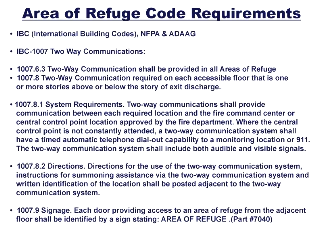 Area of Refuge Code Requirements
• IBC (International Building Codes), NFPA & ADAAG
• IBC-1007 Two Way Communications:
• 1007.6.3 Two-Way Communication shall be provided in all Areas of Refuge
• 1007.8 Two-Way Communication required on each accessible floor that is one
or more stories above or below the story of exit discharge.
• 1007.8.1 System Requirements. Two-way communications shall provide
communication between each required location and the fire command center or
central control point location approved by the fire department. Where the central
control point is not constantly attended, a two-way communication system shall
have a timed automatic telephone dial-out capability to a monitoring location or 911.
The two-way communication system shall include both audible and visible signals.
• 1007.8.2 Directions. Directions for the use of the two-way communication system,
instructions for summoning assistance via the two-way communication system and
written identification of the location shall be posted adjacent to the two-way
communication system.
• 1007.9 Signage. Each door providing access to an area of refuge from the adjacent
floor shall be identified by a sign stating: AREA OF REFUGE .(Part #7040)